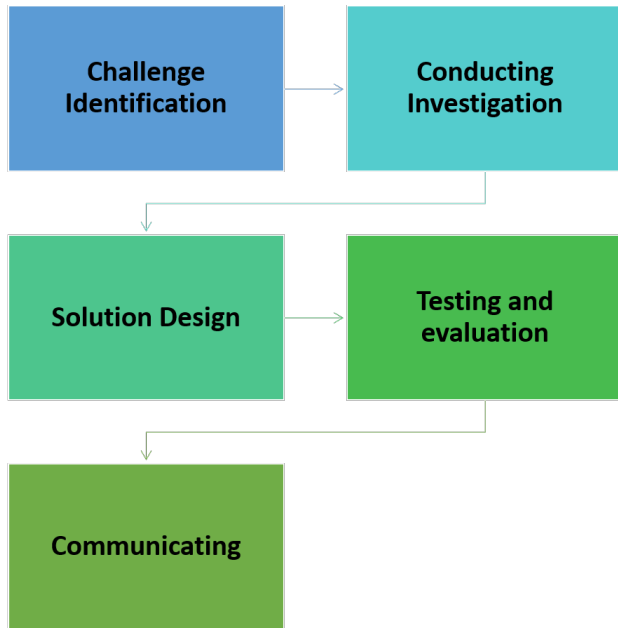 Challenge
Identification
Conducting
Investigation
Solution Design
Testing and
evaluation
Communicating